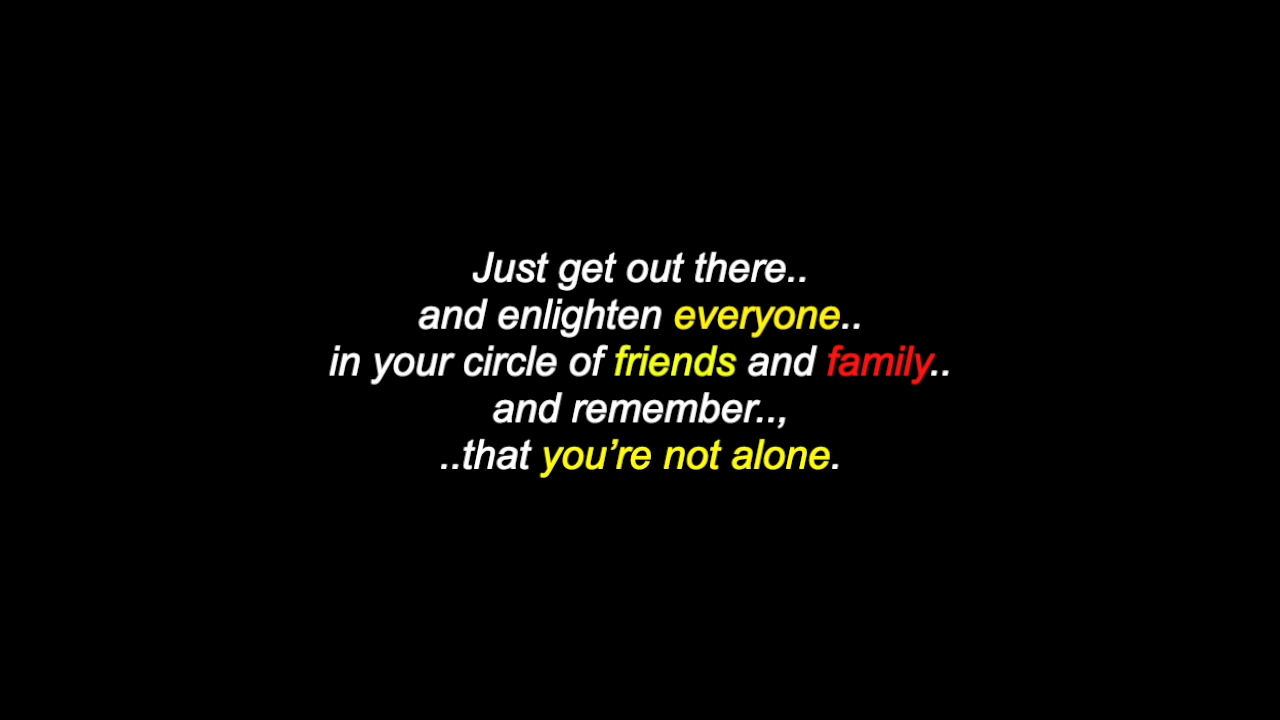 Just get out there..
and enlighten everyone..
in your circle of friends and family..
and remember..,
..that you’re not alone.